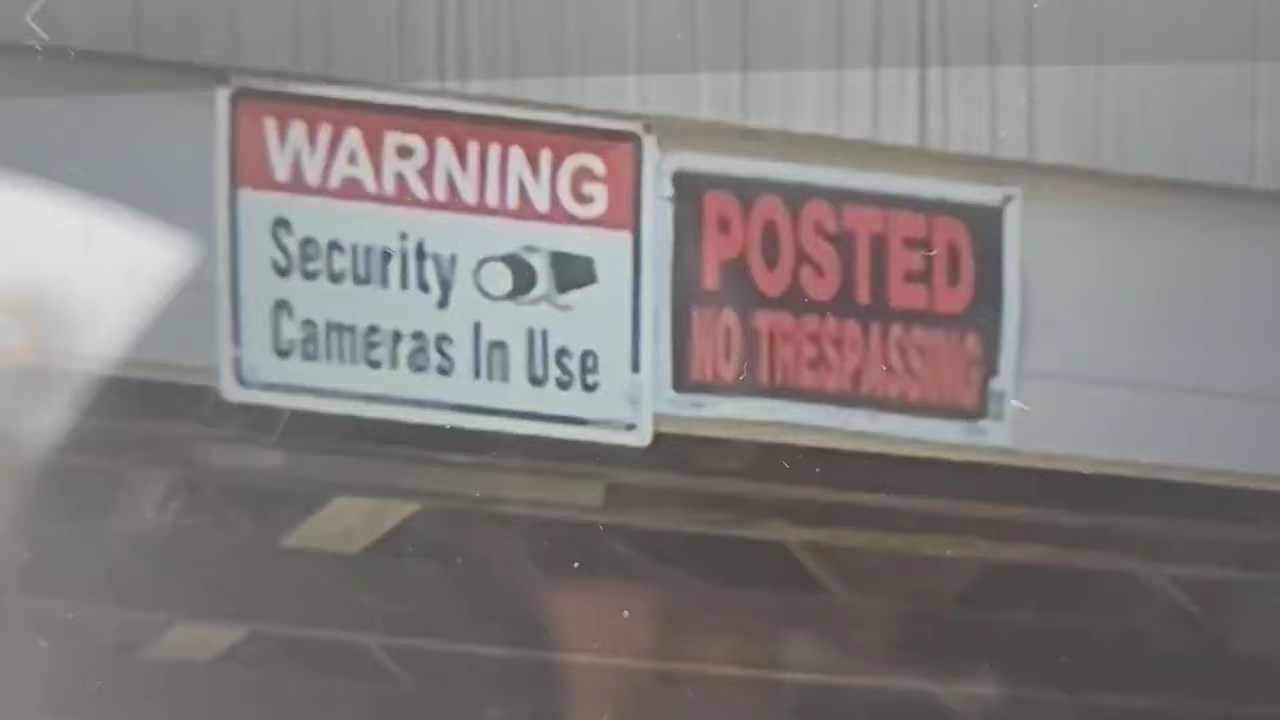 WARNING
Security
Cameras In Use
POSTED
NO TRESPASSING